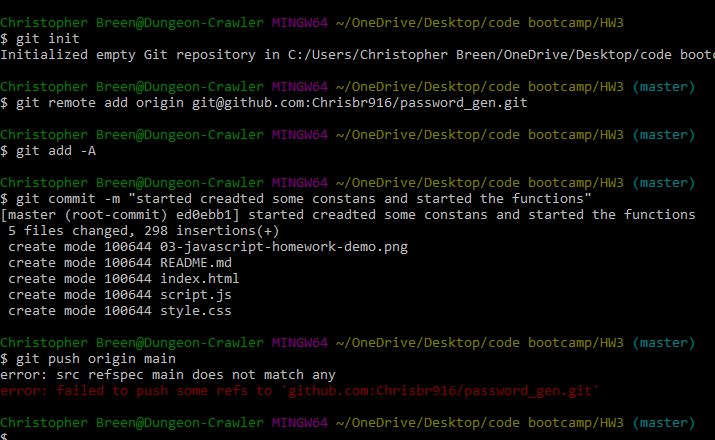 Christopher Breen@Dungeon-Crawler MINGW64 ~/OneDrive/Desktop/code bootcamp/HW3
$ git init
Initialized empty Git repository in C:/Users/Christopher Breen/OneDrive/Desktop/code boot
Christopher Breen@Dungeon-Crawler MINGW64 ~/OneDrive/Desktop/code bootcamp/HW3 (master)
$ git remote add origin git@github.com:Chrisbr916/password_gen.git
Christopher Breen@Dungeon-Crawler MINGW64 ~/OneDrive/Desktop/code bootcamp/HW3 (master)
$ git add -A
Christopher Breen@Dungeon-Crawler MINGW64 ~/OneDrive/Desktop/code bootcamp/HW3 (master)
$ git commit -m "started creadted some constans and started the functions"
[master (root-commit) ed0ebb1] started creadted some constans and started the functions
5 files changed, 298 insertions(+)
create mode 100644 03-javascript-homework-demo.png
create mode 100644 README.md
create mode 100644 index.html
create mode 100644 script.js
create mode 100644 style.css
Christopher Breen@Dungeon-Crawler MINGW64 ~/OneDrive/Desktop/code bootcamp/HW3 (master)
$ git push origin main
error: src refspec main does not match any
error: failed to push some refs to 'github.com:Chrisbr916/password_gen.git'
Christopher Breen@Dungeon-Crawler MINGW64 ~/OneDrive/Desktop/code bootcamp/HW3 (master)
$